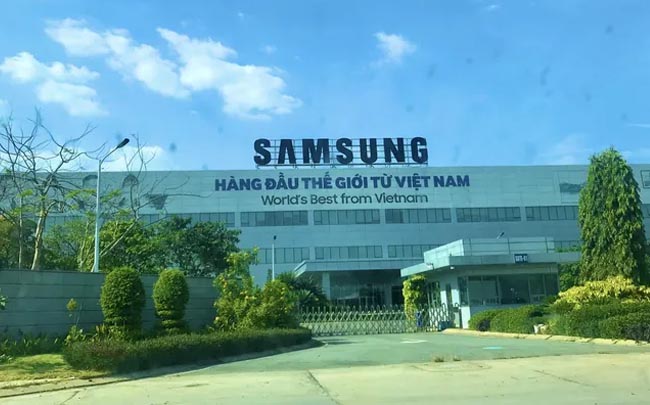 SAMSUNG
HÀNG ĐẦU THẾ GIỚI TỪ VIỆT NAM
World's Best from Vietnam